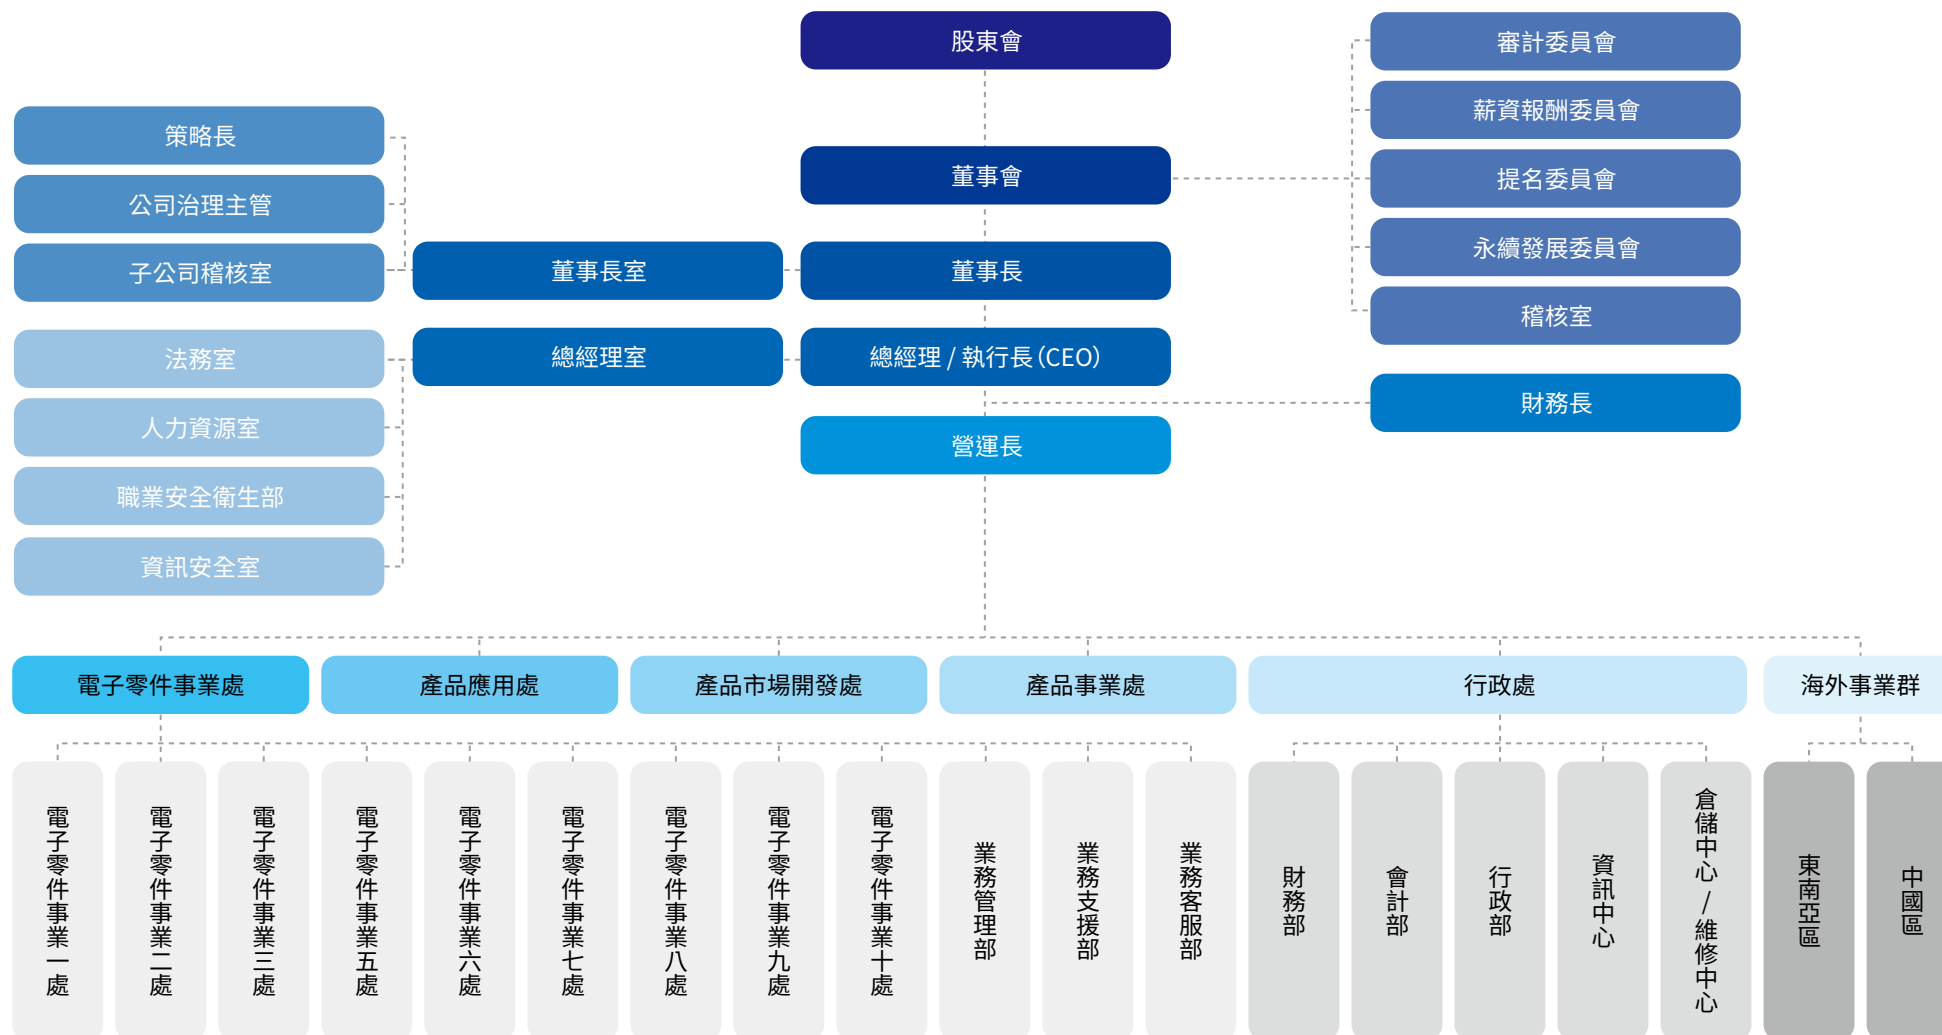 股東會
董事會
董事長
總經理 / 執行長（CEO）
營運長
審計委員會
薪資報酬委員會
提名委員會
永續發展委員會
稽核室
財務長
董事長室
總經理室
策略長
公司治理主管
子公司稽核室
法務室
人力資源室
職業安全衛生部
資訊安全室
電子零件事業處
產品應用處
產品市場開發處
產品事業處
行政處
海外事業群
電子零件事業一處
電子零件事業二處
電子零件事業三處
電子零件事業五處
電子零件事業六處
電子零件事業七處
電子零件事業八處
電子零件事業九處
電子零件事業十處
業務管理部
業務支援部
業務客服部
財務部
會計部
行政部
資訊中心
倉儲中心 / 維修中心
東南亞區
中國區